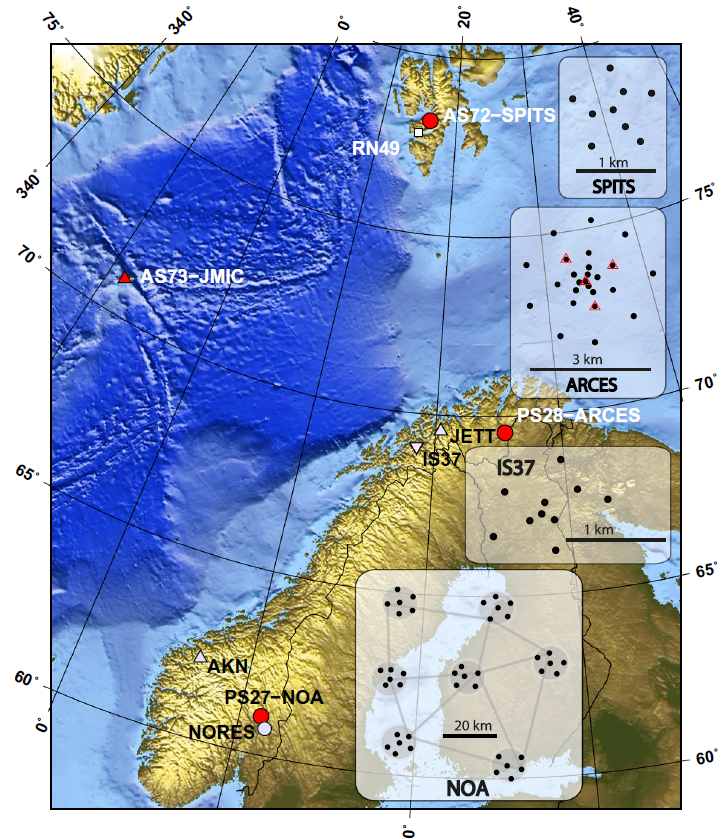 75°
340°
0°
20°
40°
AS72–SPITS
RN49
1 km
SPITS
340°
75°
70°
AS73–JMIC
3 km
ARCES
70°
PS28–ARCES
JETT
IS37
IS37
65°
1 km
65°
AKN
60°
PS27–NOA
NORES
20 km
NOA
0°
60°
0°